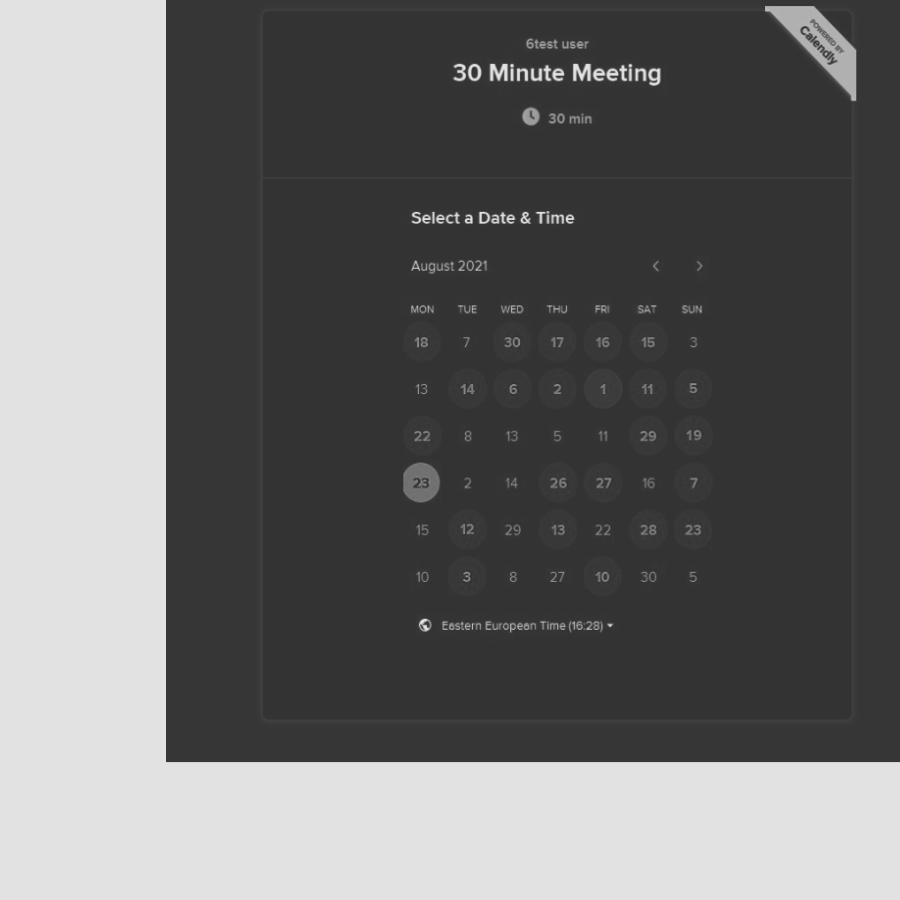 POWERED BY
Calendly
6test user
30 Minute Meeting
30 min
Select a Date & Time
August 2021
MON TUE WED THU FRI SAT SUN
18 7 30 17 16 15 3
13 14 6 2 1 11 5
22 8 13 5 11 29 19
23 2 14 26 27 16 7
15 12 29 13 22 28 23
10 3 8 27 10 30 5
Eastern European Time (16:28)